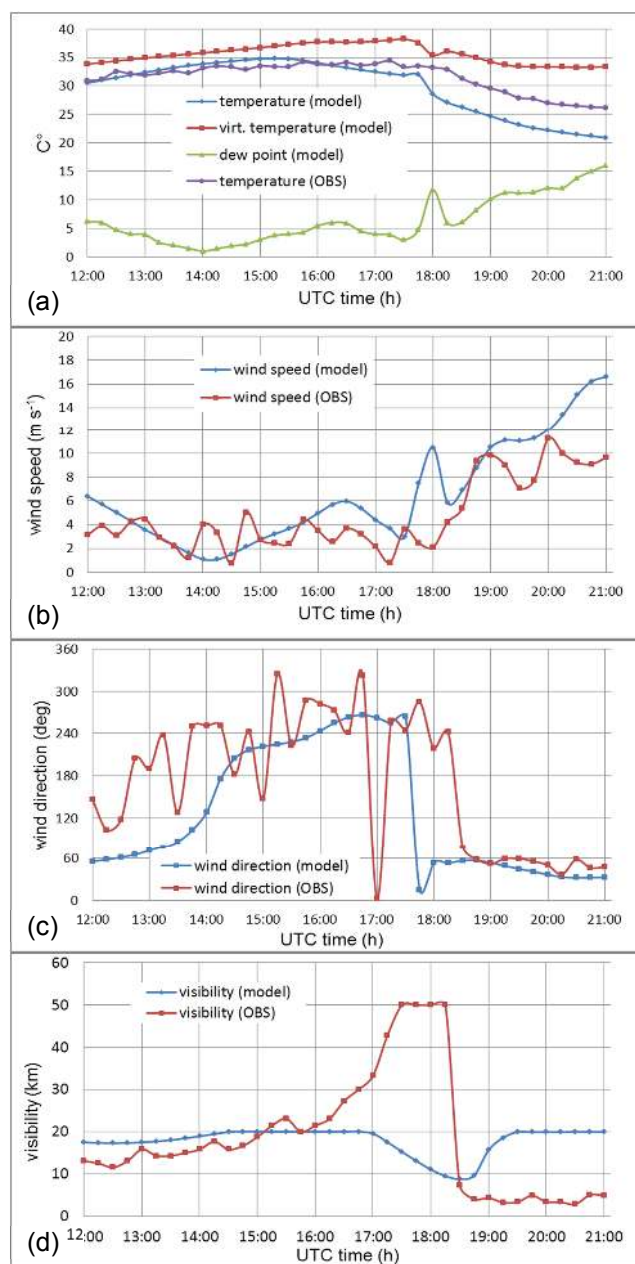 40
35
30
25
20
15
10
5
0
C°
temperature (model)
virt. temperature (model)
dew point (model)
temperature (OBS)
12:00 13:00 14:00 15:00 16:00 17:00 18:00 19:00 20:00 21:00
UTC time (h)
(a)
20
18
16
14
12
10
8
6
4
2
0
wind speed (m s⁻¹)
wind speed (model)
wind speed (OBS)
12:00 13:00 14:00 15:00 16:00 17:00 18:00 19:00 20:00 21:00
UTC time (h)
(b)
360
300
240
180
120
60
0
wind direction (deg)
wind direction (model)
wind direction (OBS)
12:00 13:00 14:00 15:00 16:00 17:00 18:00 19:00 20:00 21:00
UTC time (h)
(c)
60
50
40
30
20
10
0
visibility (km)
visibility (model)
visibility (OBS)
12:00 13:00 14:00 15:00 16:00 17:00 18:00 19:00 20:00 21:00
UTC time (h)
(d)